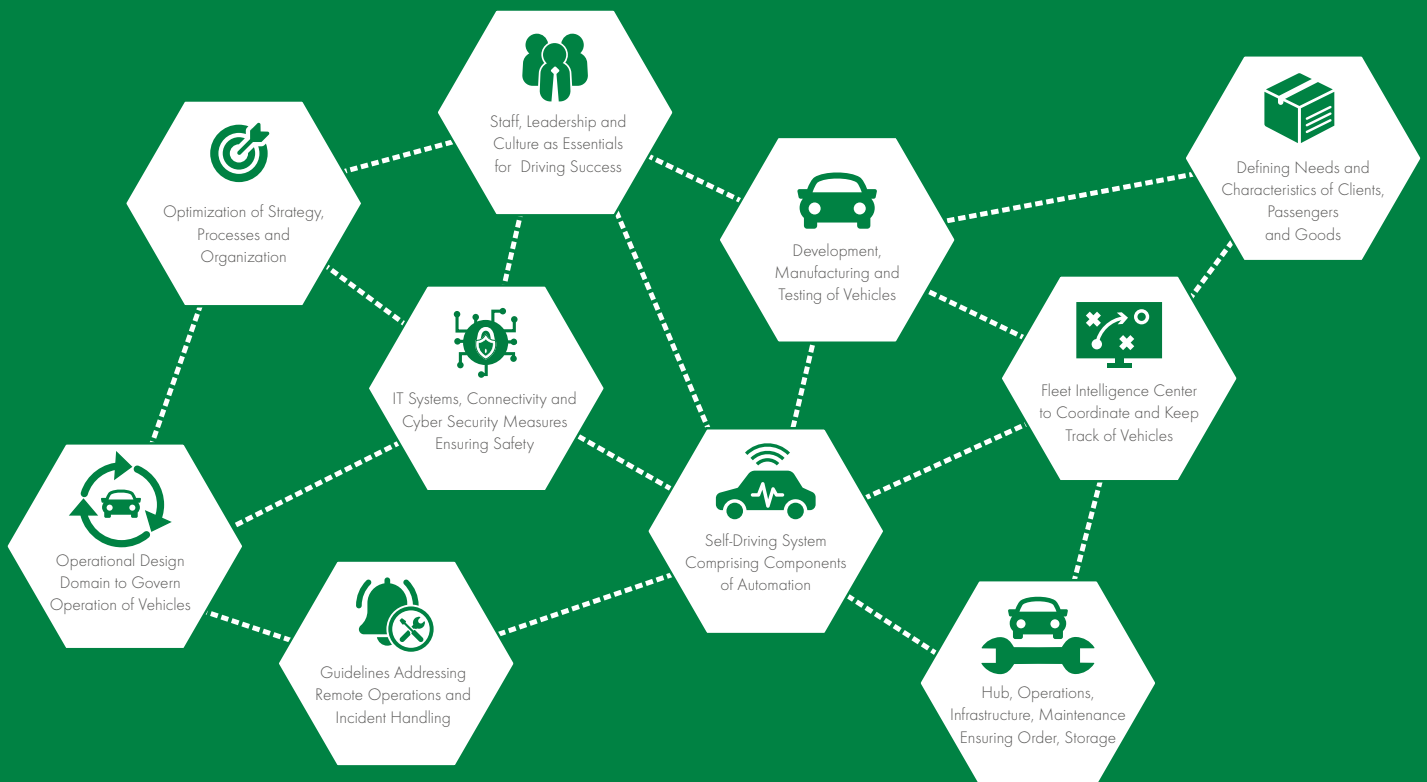 Staff, Leadership and
Culture as Essentials
for Driving Success
Defining Needs and
Characteristics of Clients,
Passengers
and Goods
Optimization of Strategy,
Processes and
Organization
Development,
Manufacturing and
Testing of Vehicles
IT Systems, Connectivity and
Cyber Security Measures
Ensuring Safety
Fleet Intelligence Center
to Coordinate and Keep
Track of Vehicles
Operational Design
Domain to Govern
Operation of Vehicles
Self-Driving System
Comprising Components
of Automation
Guidelines Addressing
Remote Operations and
Incident Handling
Hub, Operations,
Infrastructure, Maintenance
Ensuring Order, Storage